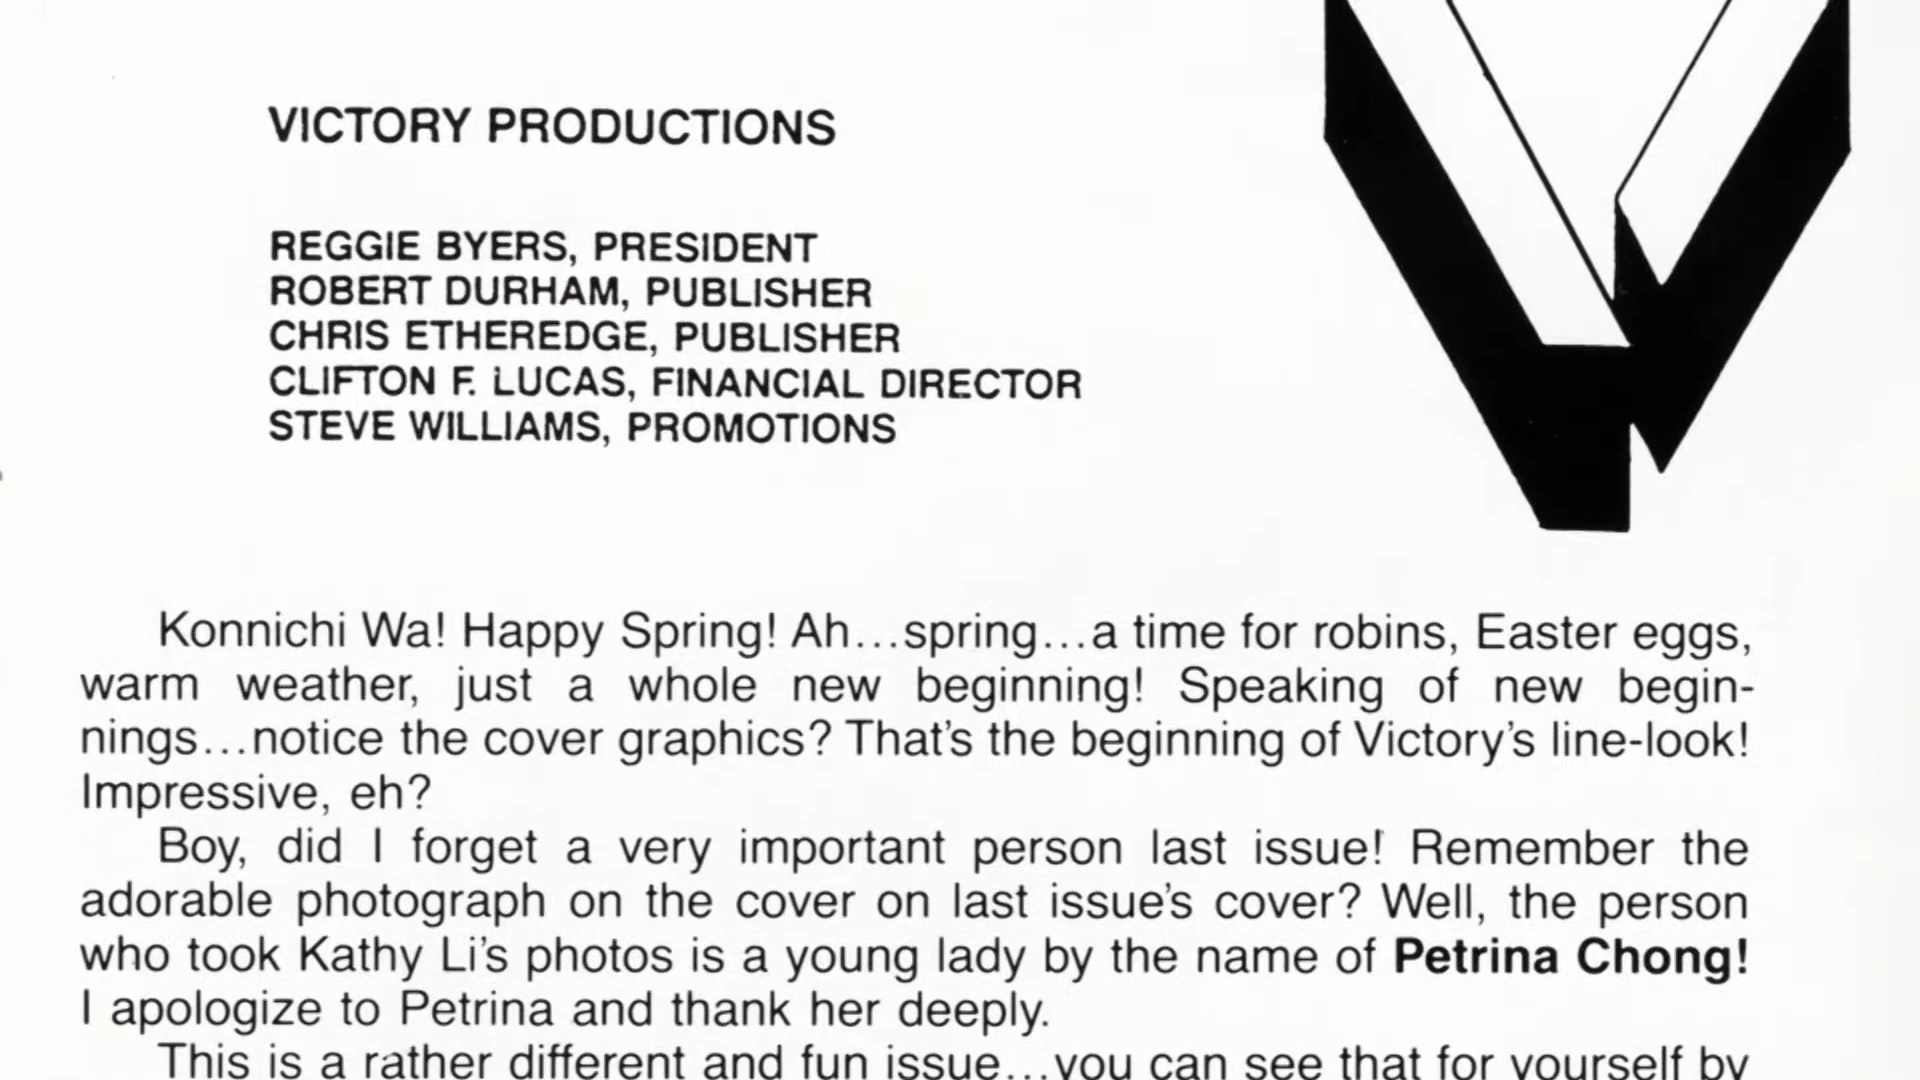 VICTORY PRODUCTIONS
REGGIE BYERS, PRESIDENT
ROBERT DURHAM, PUBLISHER
CHRIS ETHEREDGE, PUBLISHER
CLIFTON F. LUCAS, FINANCIAL DIRECTOR
STEVE WILLIAMS, PROMOTIONS
Konnichi Wa! Happy Spring! Ah...spring...a time for robins, Easter eggs,
warm weather, just a whole new beginning! Speaking of new begin-
nings...notice the cover graphics? That's the beginning of Victory's line-look!
Impressive, eh?
Boy, did I forget a very important person last issue! Remember the
adorable photograph on the cover on last issue's cover? Well, the person
who took Kathy Li's photos is a young lady by the name of Petrina Chong!
I apologize to Petrina and thank her deeply.
This is a rather different and fun issue...you can see that for yourself by